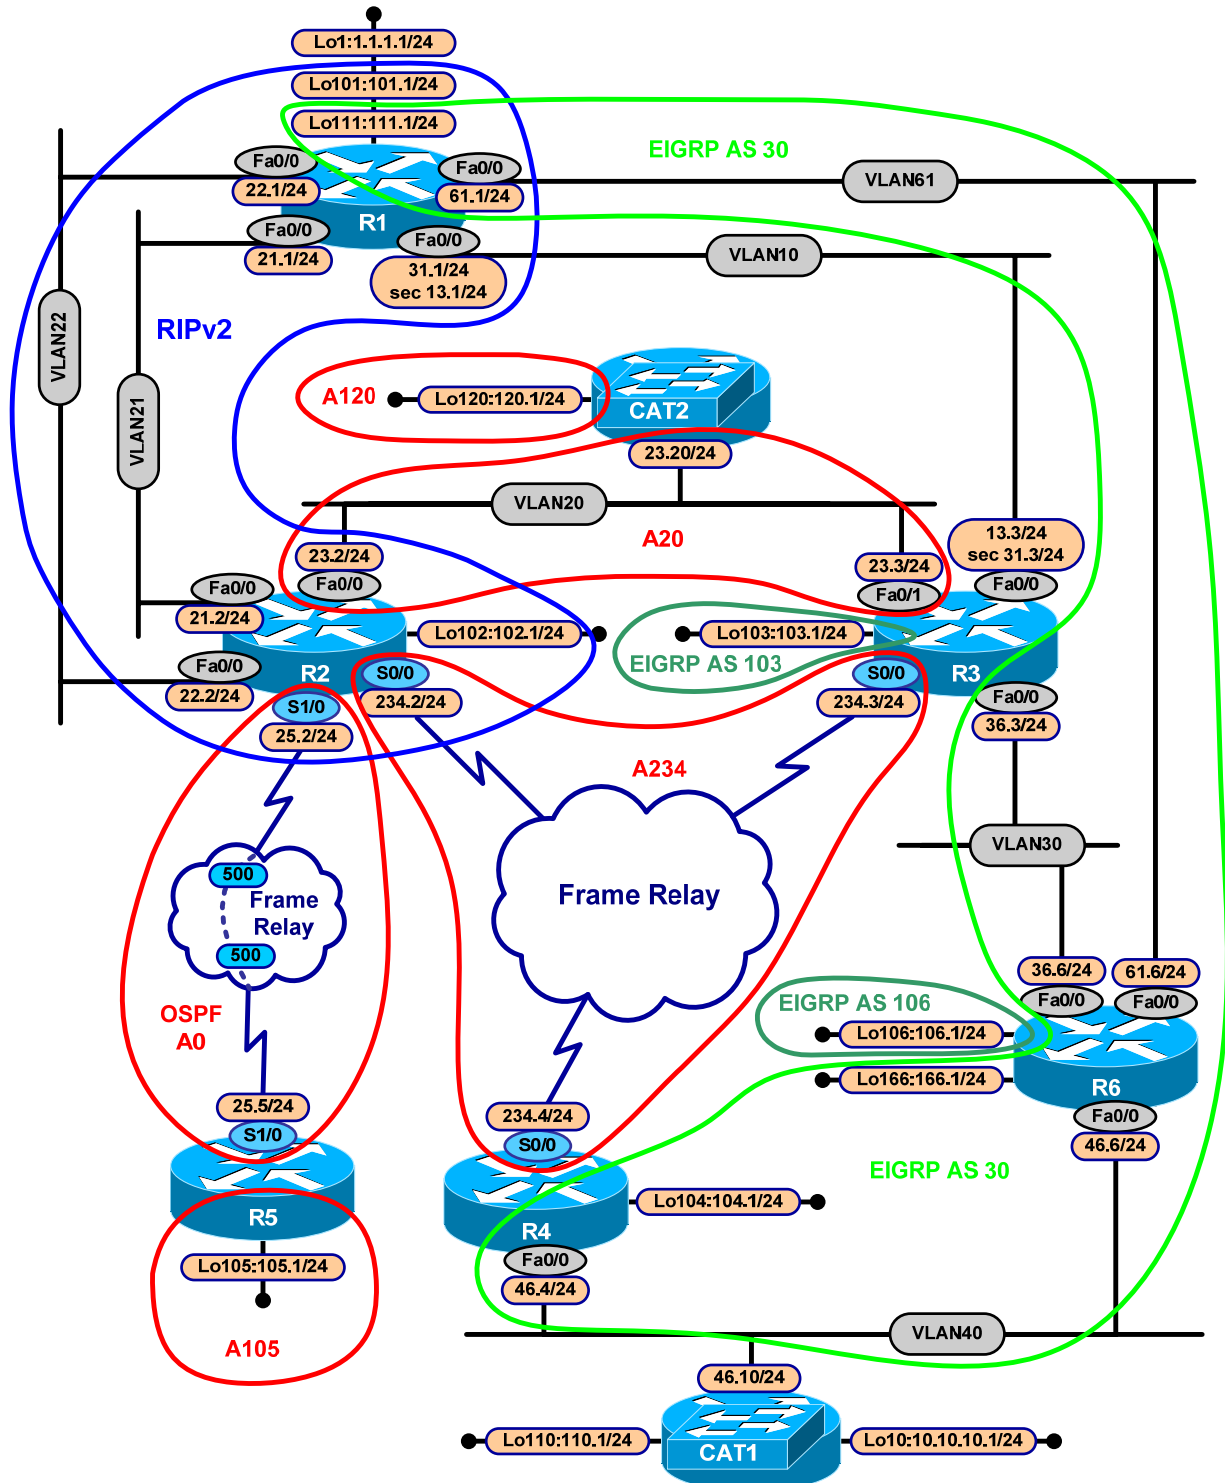 Lo1:1.1.1.1/24
Lo101:101.1/24
Lo111:111.1/24
EIGRP AS 30
Fa0/0
Fa0/0
22.1/24
61.1/24
VLAN61
R1
Fa0/0
Fa0/0
21.1/24
31.1/24
sec 13.1/24
VLAN10
VLAN22
RIPv2
VLAN21
A120
Lo120:120.1/24
CAT2
23.20/24
VLAN20
A20
23.2/24
Fa0/0
23.3/24
Fa0/1
13.3/24
sec 31.3/24
Fa0/0
Fa0/0
21.2/24
Lo102:102.1/24
Lo103:103.1/24
EIGRP AS 103
Fa0/0
22.2/24
R2
S0/0
234.2/24
S1/0
25.2/24
R3
S0/0
234.3/24
Fa0/0
36.3/24
A234
VLAN30
500
Frame
Relay
500
Frame Relay
36.6/24
Fa0/0
61.6/24
Fa0/0
EIGRP AS 106
Lo106:106.1/24
Lo166:166.1/24
R6
Fa0/0
46.6/24
OSPF
A0
25.5/24
S1/0
234.4/24
S0/0
EIGRP AS 30
R5
Lo105:105.1/24
A105
R4
Lo104:104.1/24
Fa0/0
46.4/24
VLAN40
46.10/24
Lo110:110.1/24
CAT1
Lo10:10.10.10.1/24